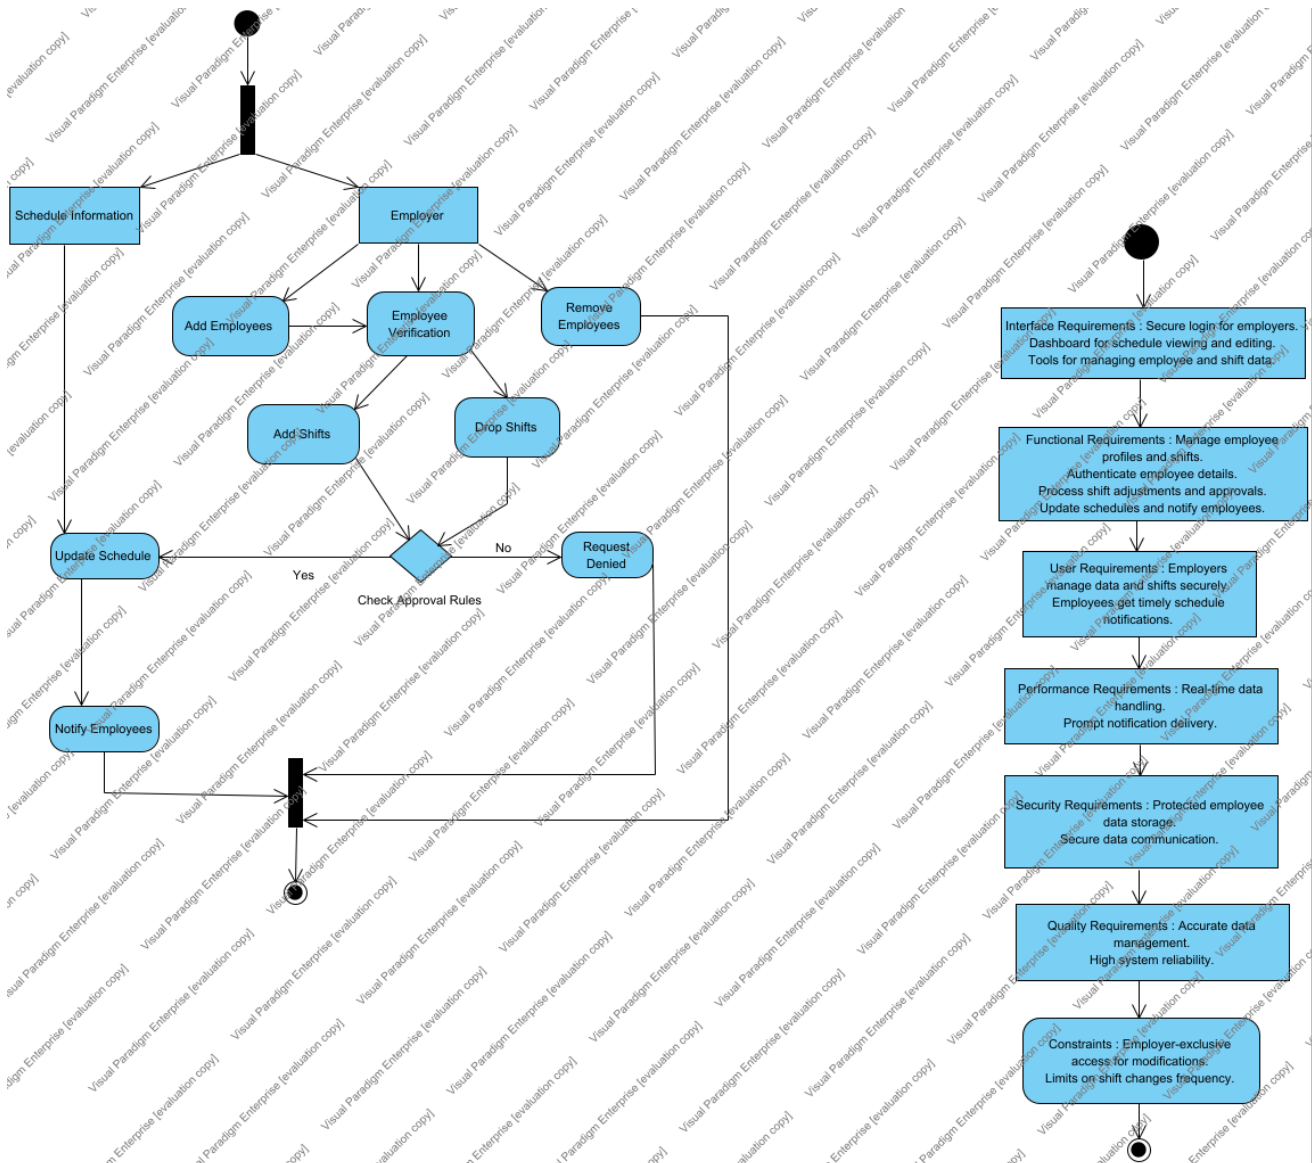 Schedule Information
Employer
Add Employees
Employee
Verification
Remove
Employees
Add Shifts
Drop Shifts
Update Schedule
Yes
No
Check Approval Rules
Request
Denied
Notify Employees
Interface Requirements : Secure login for employers.
Dashboard for schedule viewing and editing.
Tools for managing employee and shift data.
Functional Requirements : Manage employee
profiles and shifts.
Authenticate employee details.
Process shift adjustments and approvals.
Update schedules and notify employees.
User Requirements : Employers
manage data and shifts securely.
Employees get timely schedule
notifications.
Performance Requirements : Real-time data
handling.
Prompt notification delivery.
Security Requirements : Protected employee
data storage.
Secure data communication.
Quality Requirements : Accurate data
management.
High system reliability.
Constraints : Employer-exclusive
access for modifications.
Limits on shift changes frequency.
Visual Paradigm Enterprise [evaluation copy]